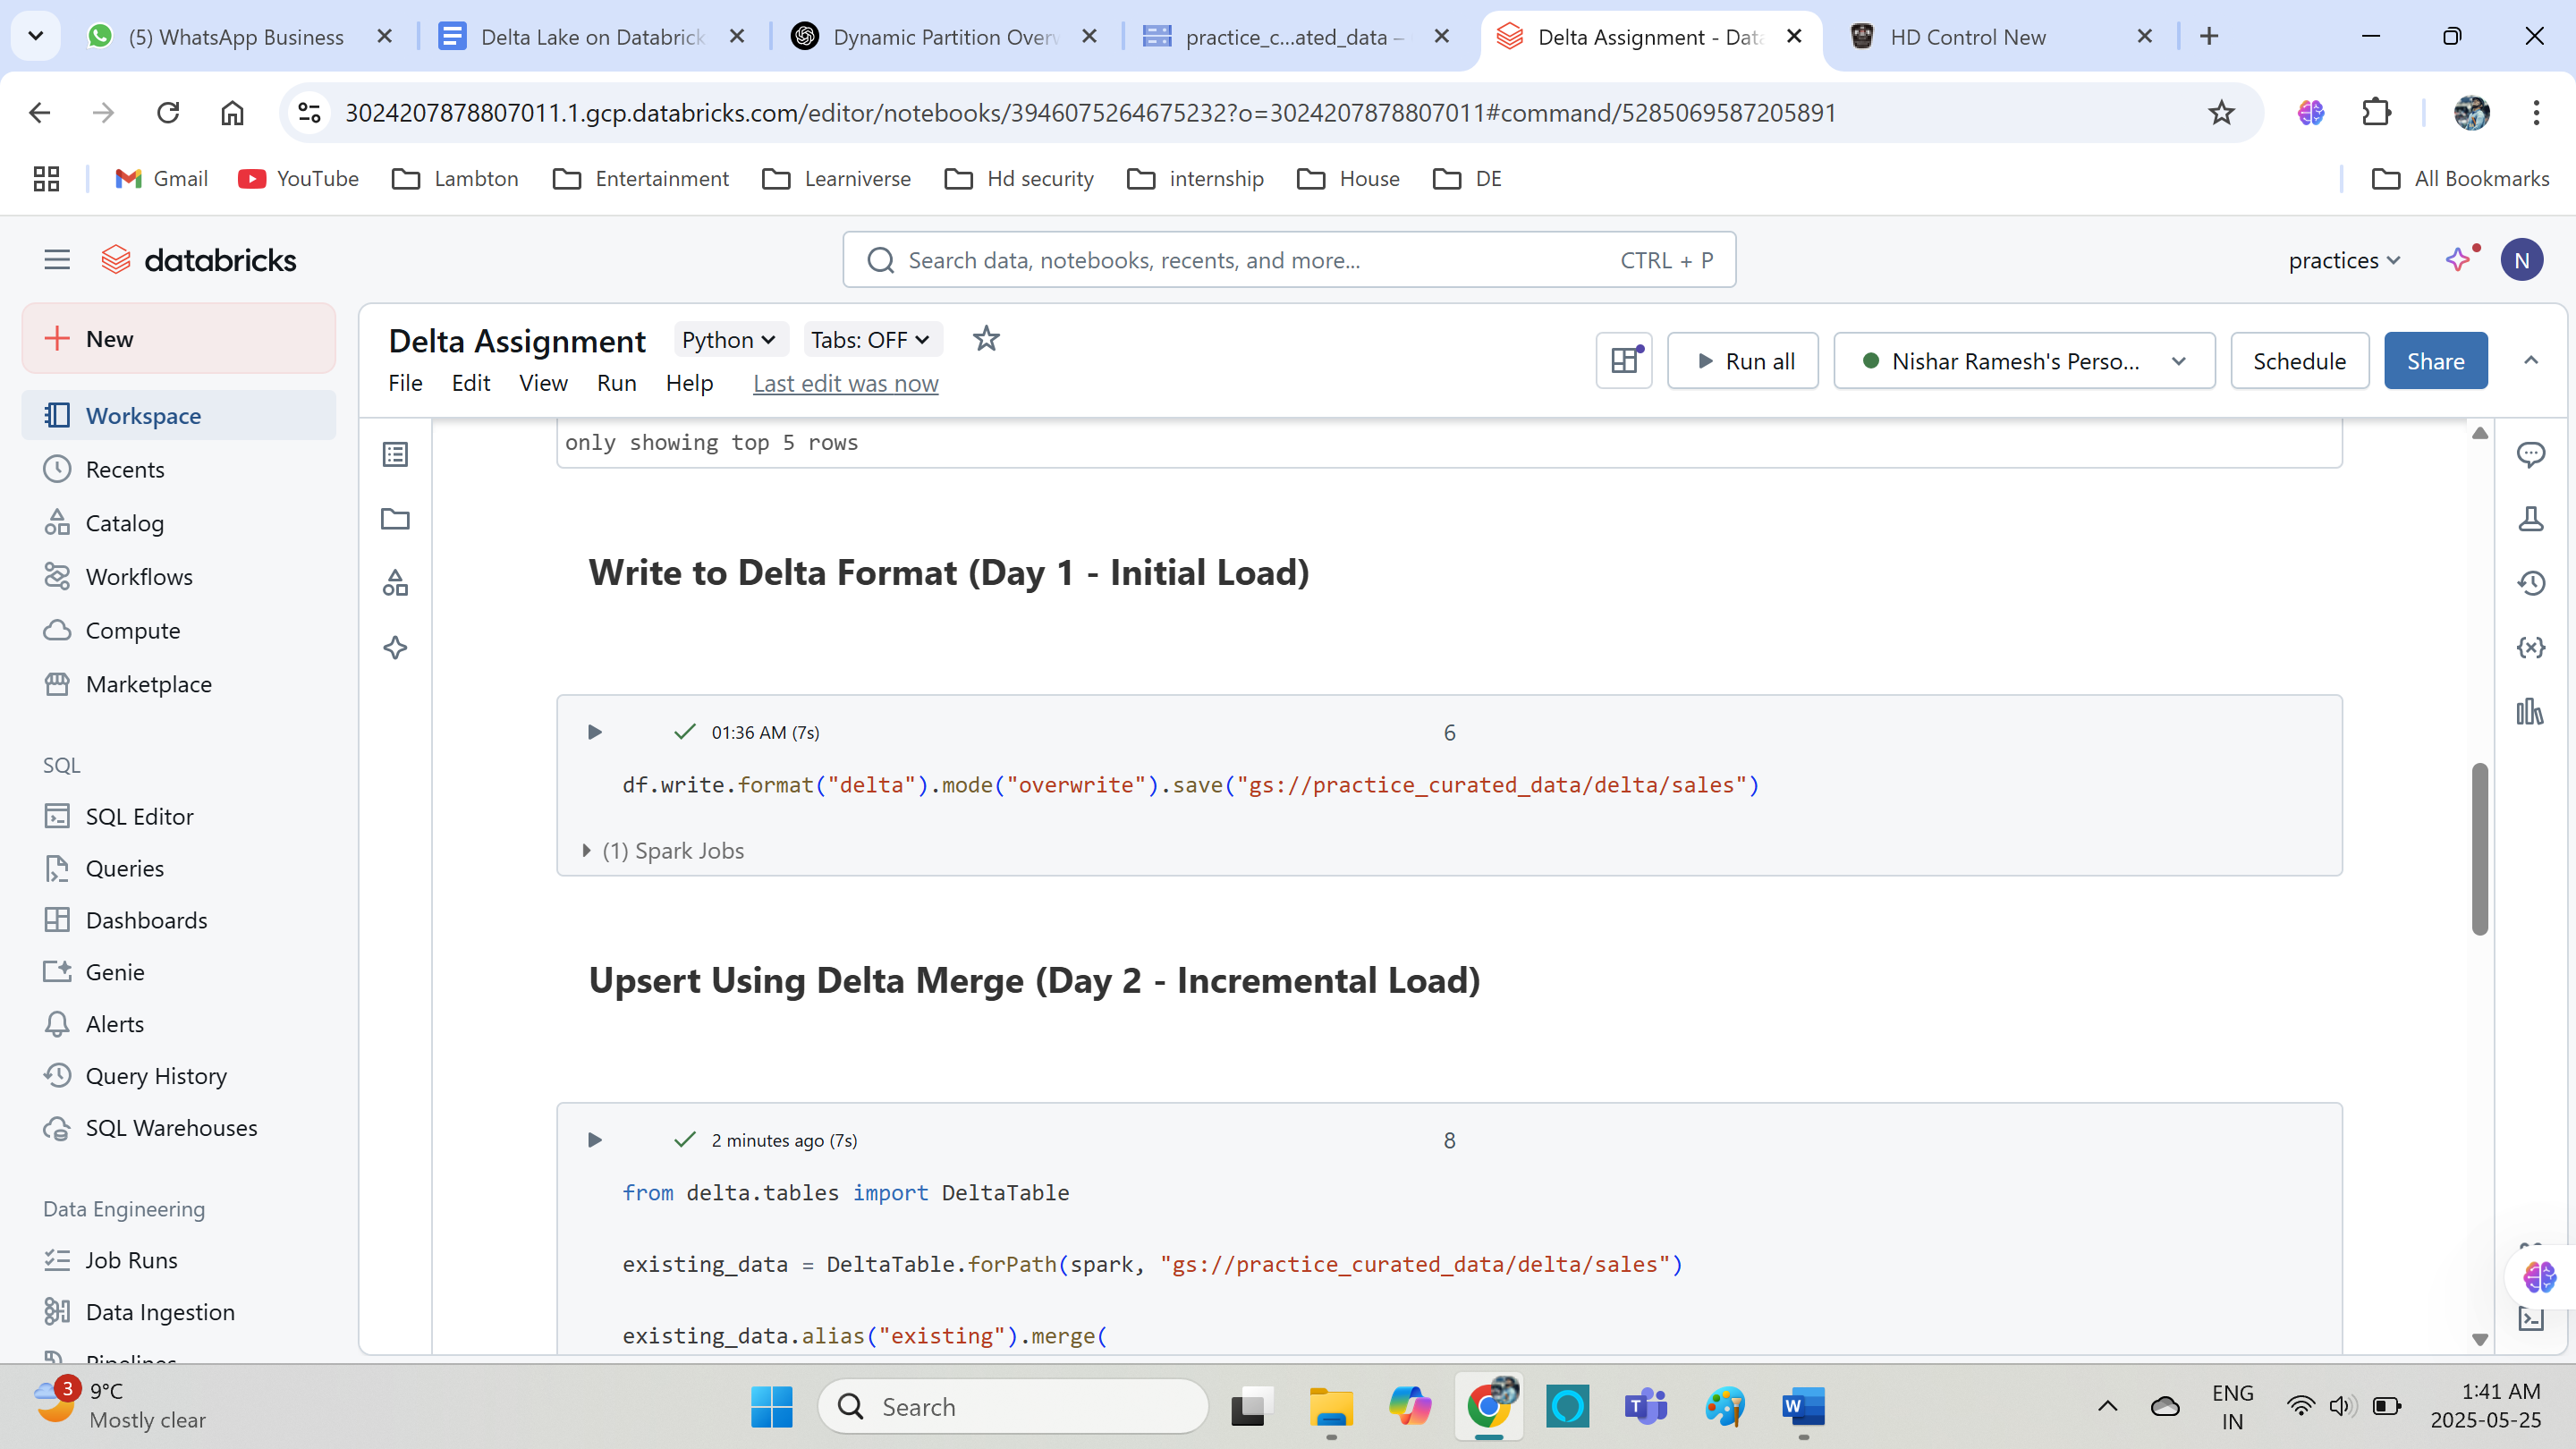 (5) WhatsApp Business
Delta Lake on Databrick
Dynamic Partition Overv
practice_c...ated_data –
Delta Assignment - Data
HD Control New
3024207878807011.1.gcp.databricks.com/editor/notebooks/3946075264675232?o=3024207878807011#command/5285069587205891
Gmail
YouTube
Lambton
Entertainment
Learniverse
Hd security
internship
House
DE
All Bookmarks
databricks
Search data, notebooks, recents, and more...
CTRL + P
practices
N
New
Workspace
Recents
Catalog
Workflows
Compute
Marketplace
SQL
SQL Editor
Queries
Dashboards
Genie
Alerts
Query History
SQL Warehouses
Data Engineering
Job Runs
Data Ingestion
Pipelines
Delta Assignment
Python
Tabs: OFF
File
Edit
View
Run
Help
Last edit was now
Run all
Nishar Ramesh's Perso...
Schedule
Share
only showing top 5 rows
Write to Delta Format (Day 1 - Initial Load)
01:36 AM (7s)
6
df.write.format("delta").mode("overwrite").save("gs://practice_curated_data/delta/sales")
(1) Spark Jobs
Upsert Using Delta Merge (Day 2 - Incremental Load)
2 minutes ago (7s)
8
from delta.tables import DeltaTable
existing_data = DeltaTable.forPath(spark, "gs://practice_curated_data/delta/sales")
existing_data.alias("existing").merge(
3
9°C
Mostly clear
Search
ENG
IN
1:41 AM
2025-05-25